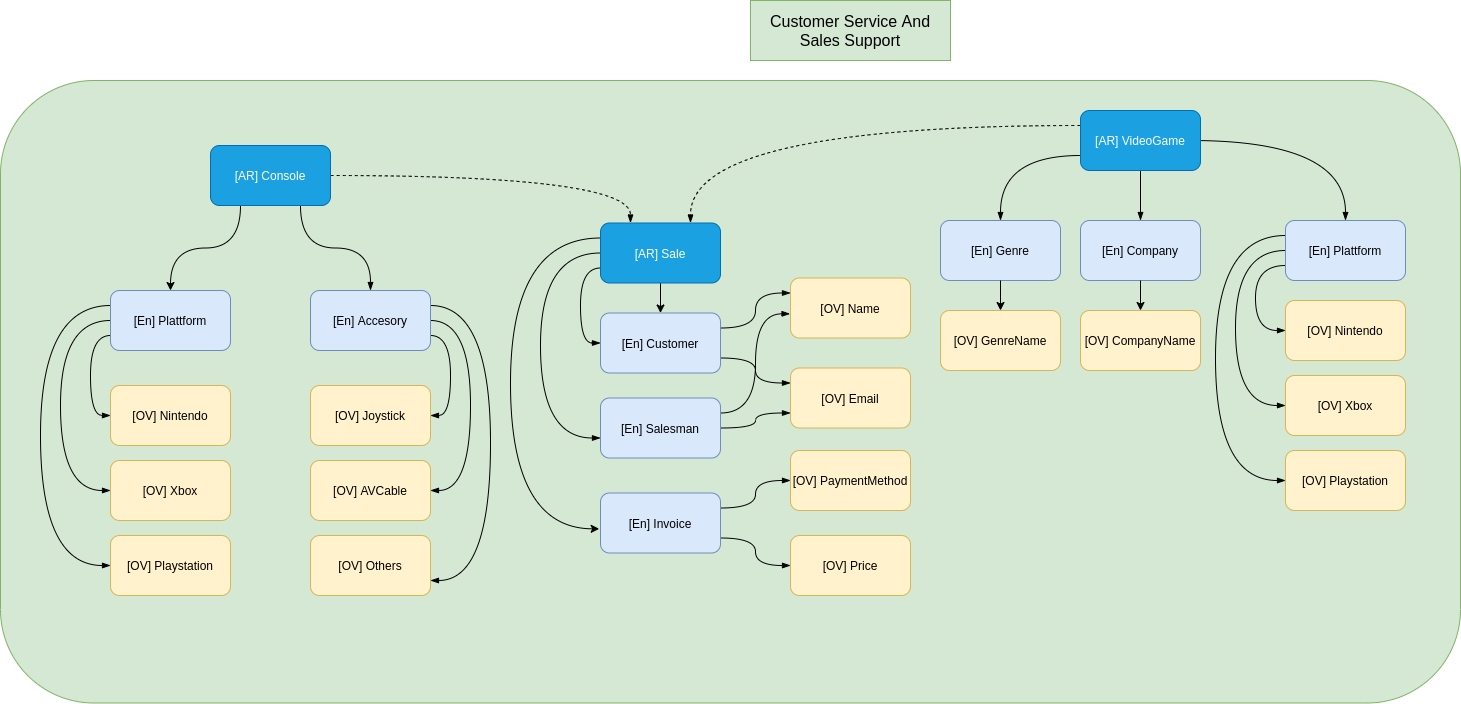 Customer Service And
Sales Support
[AR] Console
[En] Plattform
[OV] Nintendo
[OV] Xbox
[OV] Playstation
[En] Accesory
[OV] Joystick
[OV] AVCable
[OV] Others
[AR] Sale
[En] Customer
[En] Salesman
[En] Invoice
[OV] Name
[OV] Email
[OV] PaymentMethod
[OV] Price
[AR] VideoGame
[En] Genre
[OV] GenreName
[En] Company
[OV] CompanyName
[En] Plattform
[OV] Nintendo
[OV] Xbox
[OV] Playstation